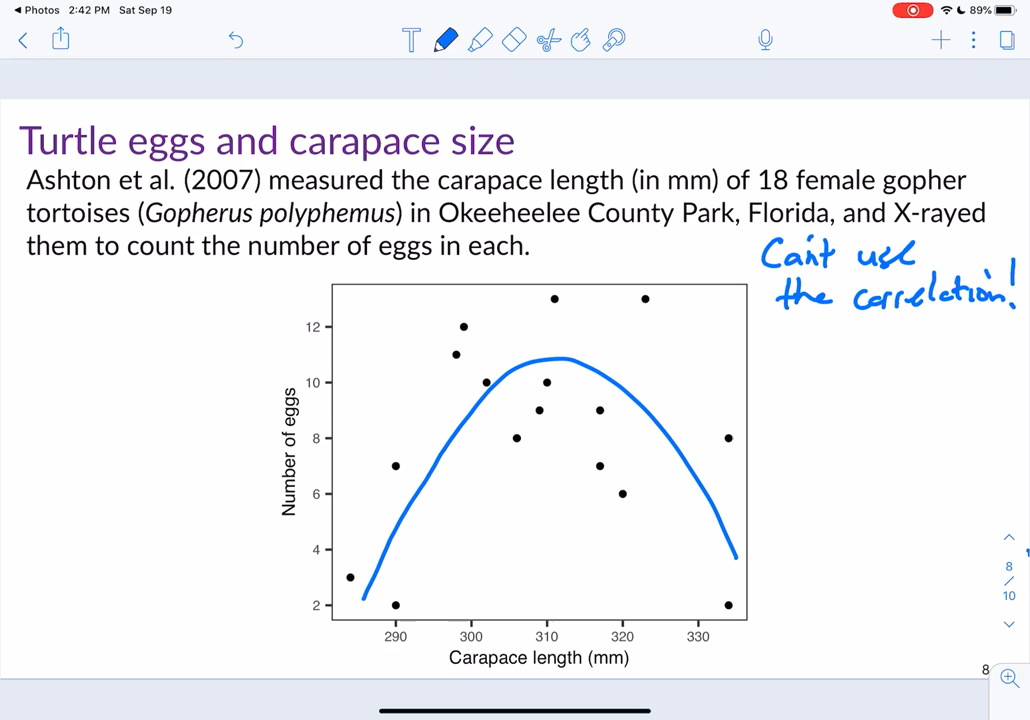 Photos 2:42 PM Sat Sep 19 89%
T
Turtle eggs and carapace size
Ashton et al. (2007) measured the carapace length (in mm) of 18 female gopher
tortoises (Gopherus polyphemus) in Okeeheelee County Park, Florida, and X-rayed
them to count the number of eggs in each.
Can't use
the correlation!
Number of eggs
12
10
8
6
4
2
290 300 310 320 330
Carapace length (mm)
8
/
10
8